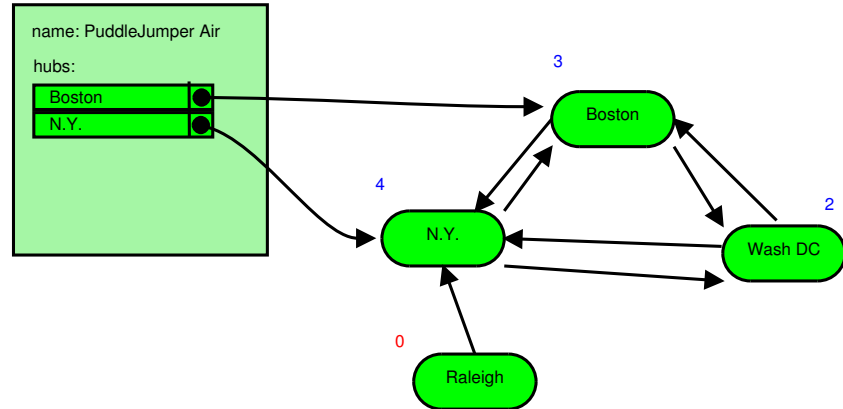 name: PuddleJumper Air
hubs:
Boston
N.Y.
3
Boston
4
N.Y.
2
Wash DC
0
Raleigh